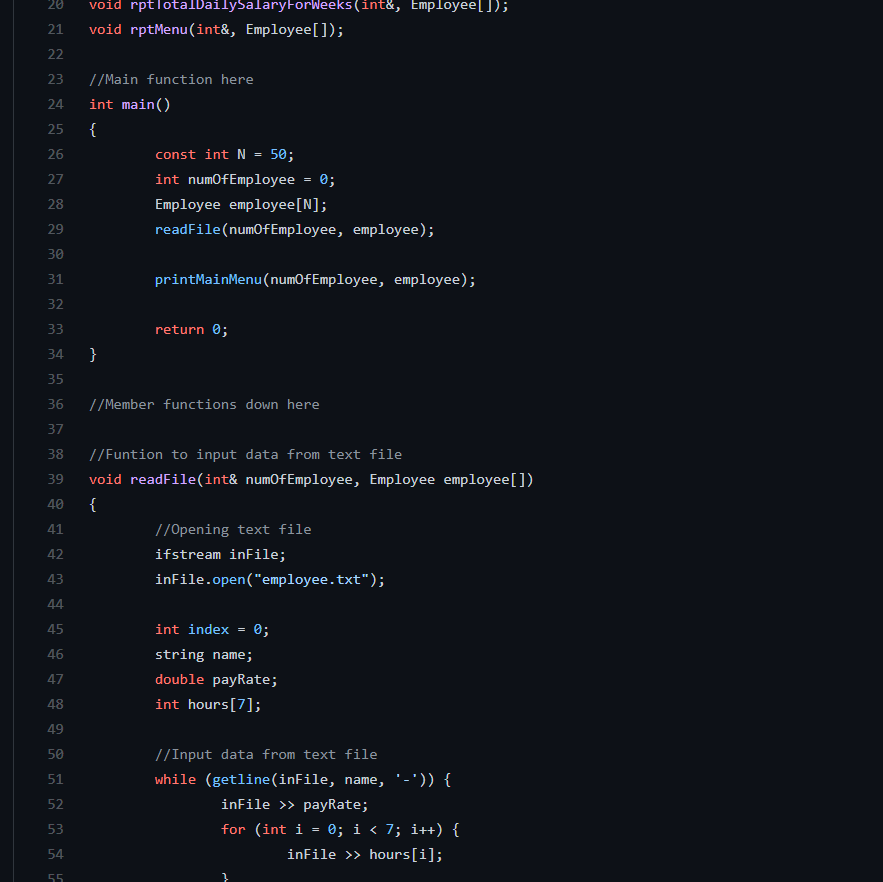 20 void rptTotalDailySalaryForWeeks(int&, Employee[]);
21 void rptMenu(int&, Employee[]);
22
23 //Main function here
24 int main()
25 {
26 const int N = 50;
27 int numOfEmployee = 0;
28 Employee employee[N];
29 readFile(numOfEmployee, employee);
30
31 printMainMenu(numOfEmployee, employee);
32
33 return 0;
34 }
35
36 //Member functions down here
37
38 //Funtion to input data from text file
39 void readFile(int& numOfEmployee, Employee employee[])
40 {
41 //Opening text file
42 ifstream inFile;
43 inFile.open("employee.txt");
44
45 int index = 0;
46 string name;
47 double payRate;
48 int hours[7];
49
50 //Input data from text file
51 while (getline(inFile, name, '-')) {
52 inFile >> payRate;
53 for (int i = 0; i < 7; i++) {
54 inFile >> hours[i];
55 }